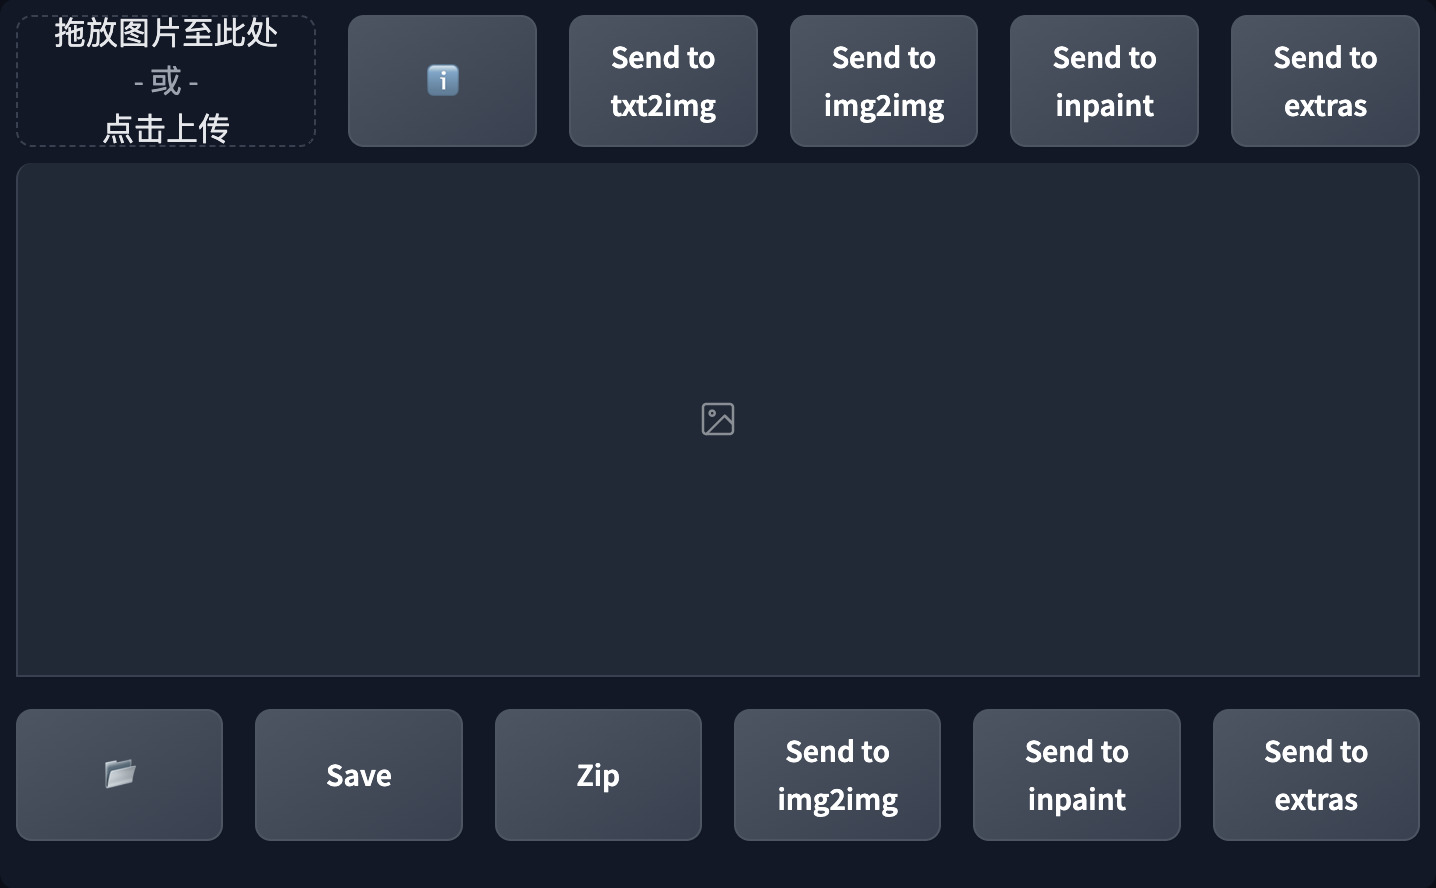 拖放图片至此处
- 或 -
点击上传
ℹ️
Send to
txt2img
Send to
img2img
Send to
inpaint
Send to
extras
Save
Zip
Send to
img2img
Send to
inpaint
Send to
extras